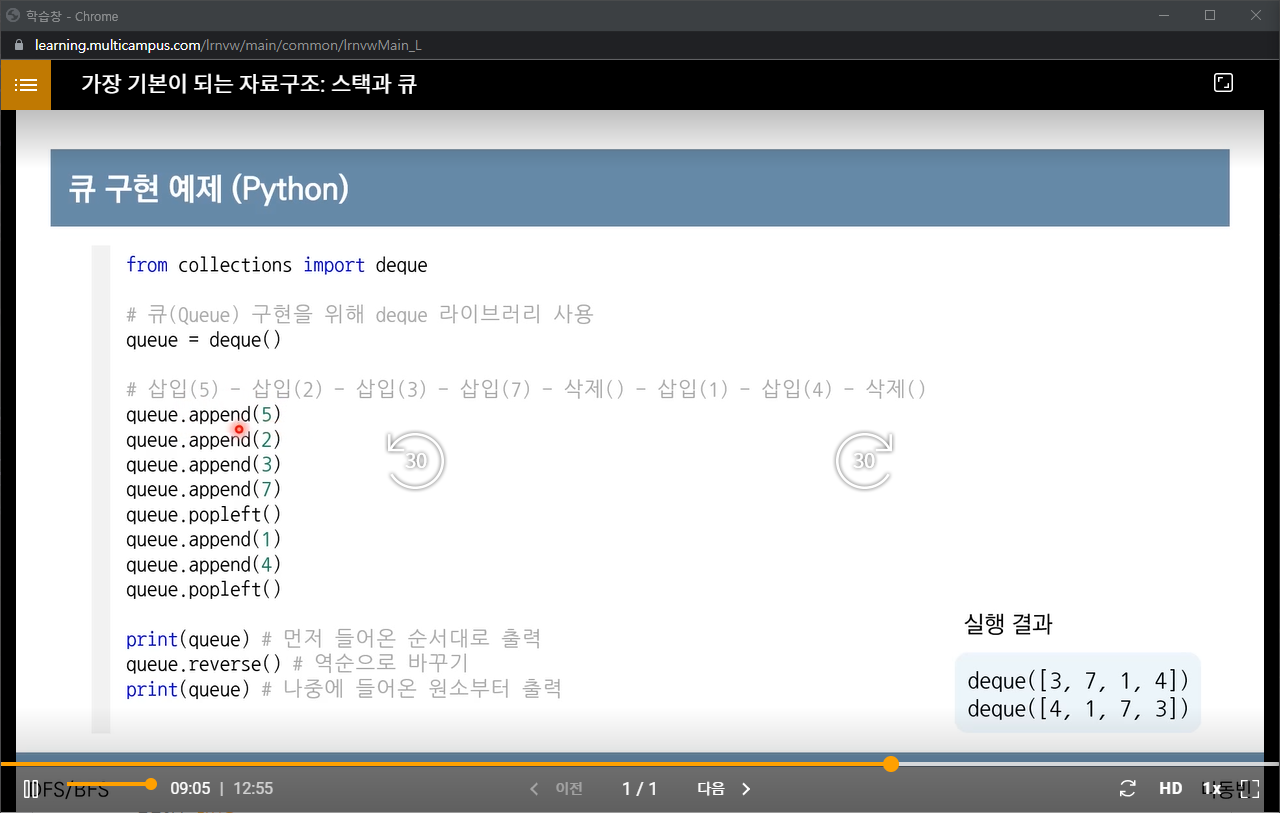 학습창 - Chrome
learning.multicampus.com/lrnvw/main/common/lrnvwMain_L
가장 기본이 되는 자료구조: 스택과 큐
큐 구현 예제 (Python)
from collections import deque
# 큐(Queue) 구현을 위해 deque 라이브러리 사용
queue = deque()
# 삽입(5) - 삽입(2) - 삽입(3) - 삽입(7) - 삭제() - 삽입(1) - 삽입(4) - 삭제()
queue.append(5)
queue.append(2)
queue.append(3)
queue.append(7)
queue.popleft()
queue.append(1)
queue.append(4)
queue.popleft()
print(queue) # 먼저 들어온 순서대로 출력
queue.reverse() # 역순으로 바꾸기
print(queue) # 나중에 들어온 원소부터 출력
30
30
실행 결과
deque([3, 7, 1, 4])
deque([4, 1, 7, 3])
DFS/BFS
09:05 | 12:55
이전
1 / 1
다음
HD
1x